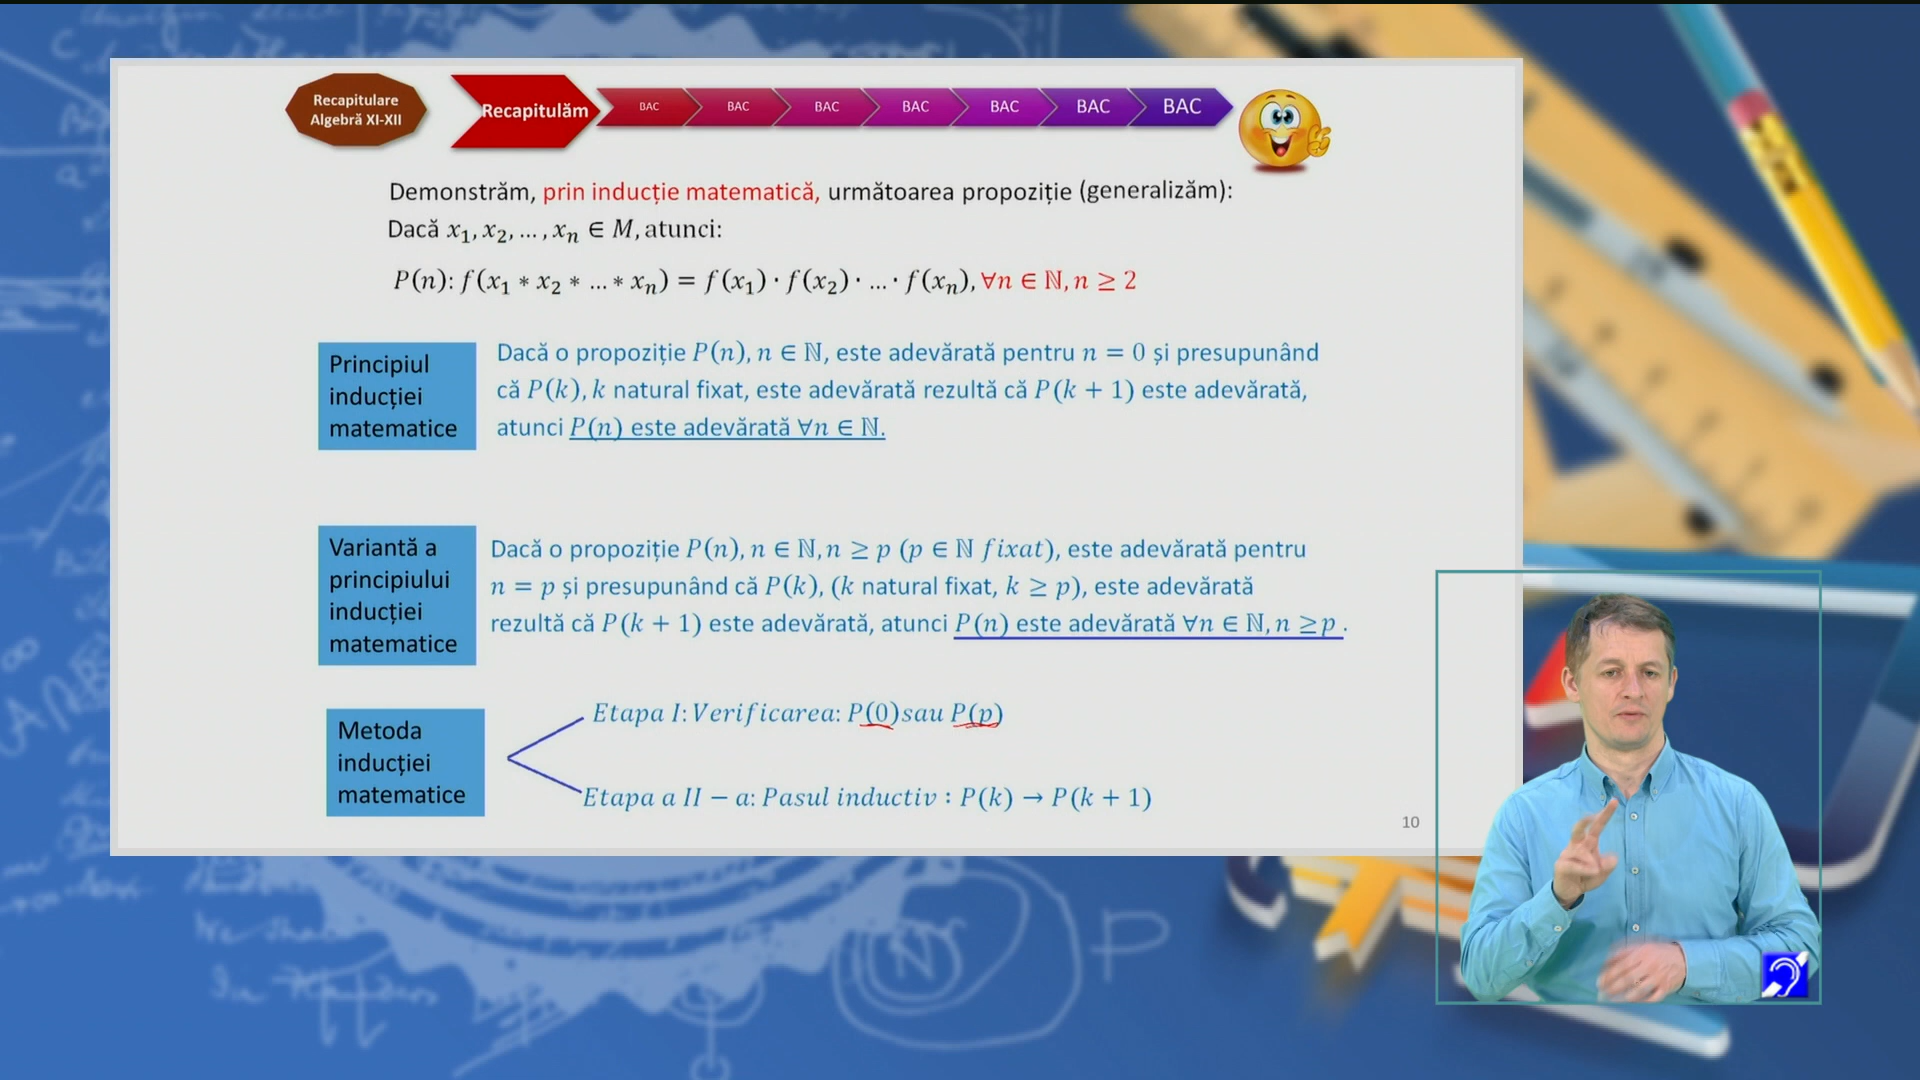 Recapitulare
Algebră XI-XII
Recapitulăm
BAC
BAC
BAC
BAC
BAC
BAC
BAC
Demonstrăm, prin inducție matematică, următoarea propoziție (generalizăm):
Dacă x₁, x₂, … , xₙ ∈ M, atunci:
P(n): f(x₁ ∗ x₂ ∗ … ∗ xₙ) = f(x₁) · f(x₂) · … · f(xₙ), ∀n ∈ ℕ, n ≥ 2
Principiul
inducției
matematice
Dacă o propoziție P(n), n ∈ ℕ, este adevărată pentru n = 0 și presupunând
că P(k), k natural fixat, este adevărată rezultă că P(k + 1) este adevărată,
atunci P(n) este adevărată ∀n ∈ ℕ.
Variantă a
principiului
inducției
matematice
Dacă o propoziție P(n), n ∈ ℕ, n ≥ p (p ∈ ℕ fixat), este adevărată pentru
n = p și presupunând că P(k), (k natural fixat, k ≥ p), este adevărată
rezultă că P(k + 1) este adevărată, atunci P(n) este adevărată ∀n ∈ ℕ, n ≥ p .
Metoda
inducției
matematice
Etapa I: Verificarea: P(0) sau P(p)
Etapa a II − a: Pasul inductiv : P(k) → P(k + 1)
10
P